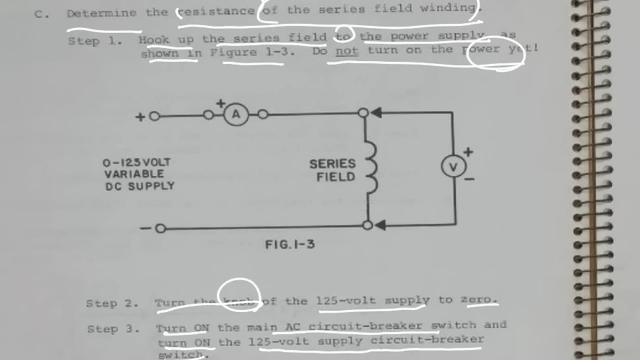 C. Determine the resistance of the series field winding.
Step 1. Hook up the series field to the power supply, as
shown in Figure 1-3. Do not turn on the power yet!
+ + A
0-125 VOLT
VARIABLE
DC SUPPLY
SERIES
FIELD
+
V
-
-
FIG. 1-3
Step 2. Turn the knob of the 125-volt supply to zero.
Step 3. Turn ON the main AC circuit-breaker switch and
turn ON the 125-volt supply circuit-breaker
switch.